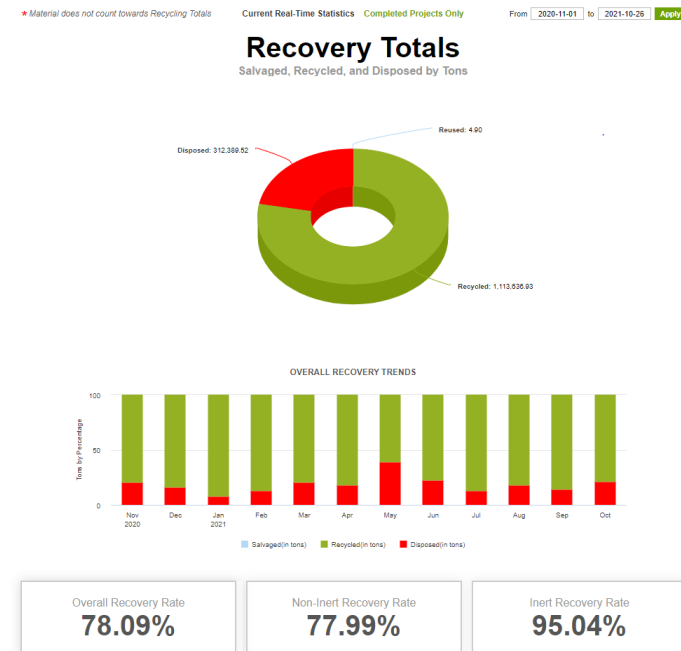 * Material does not count towards Recycling Totals Current Real-Time Statistics Completed Projects Only From 2020-11-01 to 2021-10-26 Apply
Recovery Totals
Salvaged, Recycled, and Disposed by Tons
Reused: 4.90
Disposed: 312,389.52
Recycled: 1,113,636.93
OVERALL RECOVERY TRENDS
Tons by Percentage
100
50
0
Nov Dec Jan Feb Mar Apr May Jun Jul Aug Sep Oct
2020 2021
Salvaged(in tons) Recycled(in tons) Disposed(in tons)
Overall Recovery Rate Non-Inert Recovery Rate Inert Recovery Rate
78.09% 77.99% 95.04%